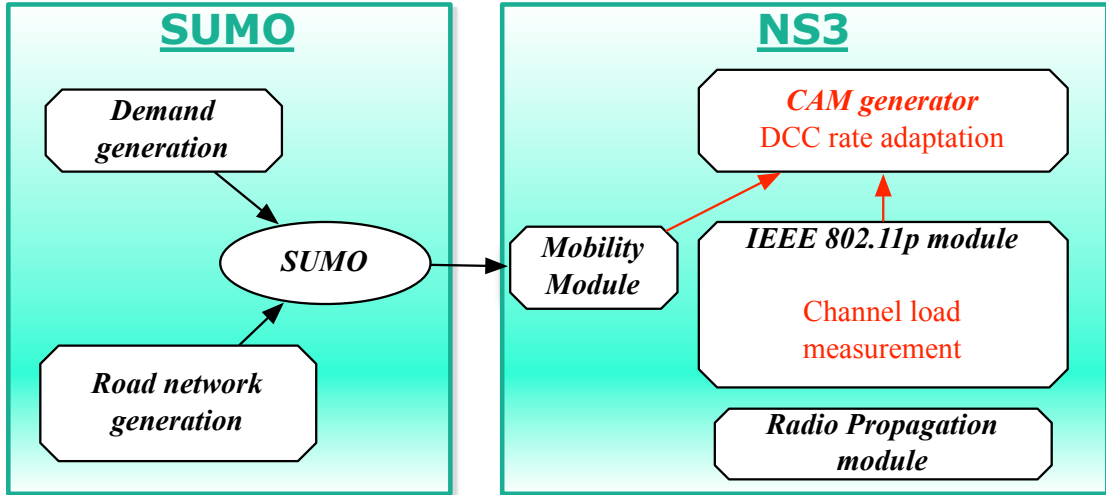 SUMO
Demand
generation
SUMO
Road network
generation
NS3
CAM generator
DCC rate adaptation
Mobility
Module
IEEE 802.11p module
Channel load
measurement
Radio Propagation
module